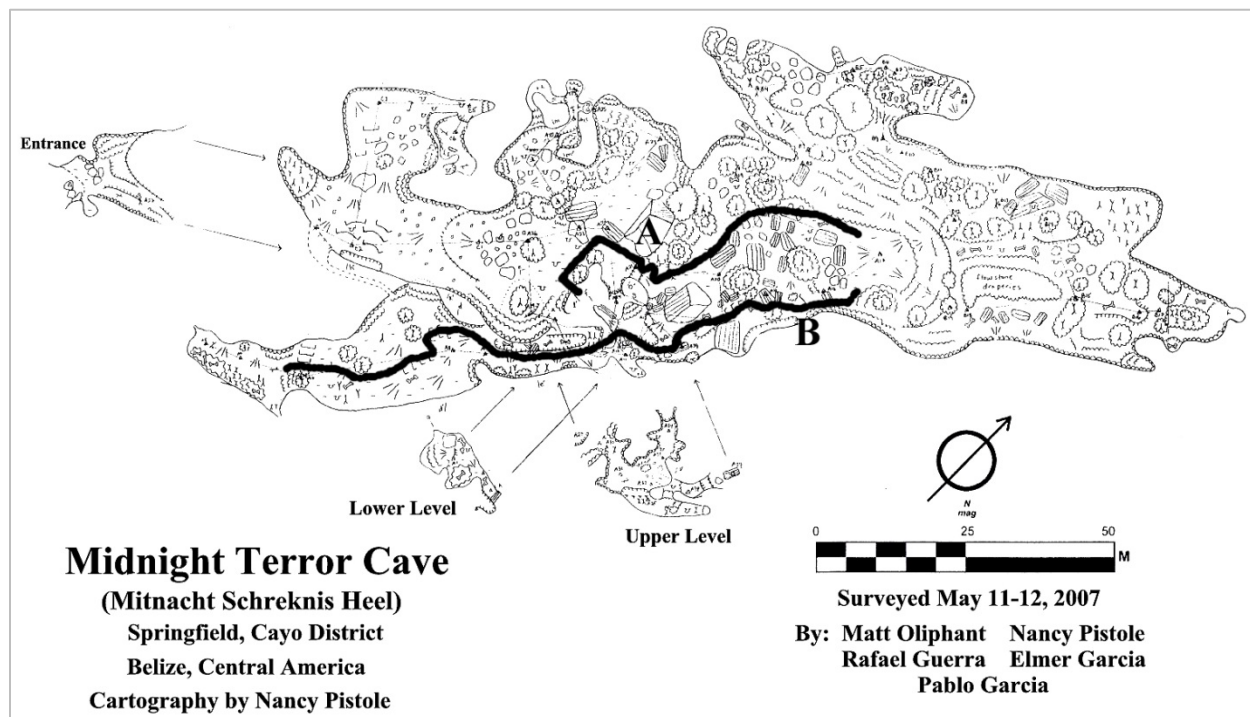 Entrance
A
B
flowstone
draperies
Lower Level
Upper Level
N
mag
0 25 50
M
Midnight Terror Cave
(Mitnacht Schreknis Heel)
Springfield, Cayo District
Belize, Central America
Cartography by Nancy Pistole
Surveyed May 11-12, 2007
By: Matt Oliphant Nancy Pistole
Rafael Guerra Elmer Garcia
Pablo Garcia